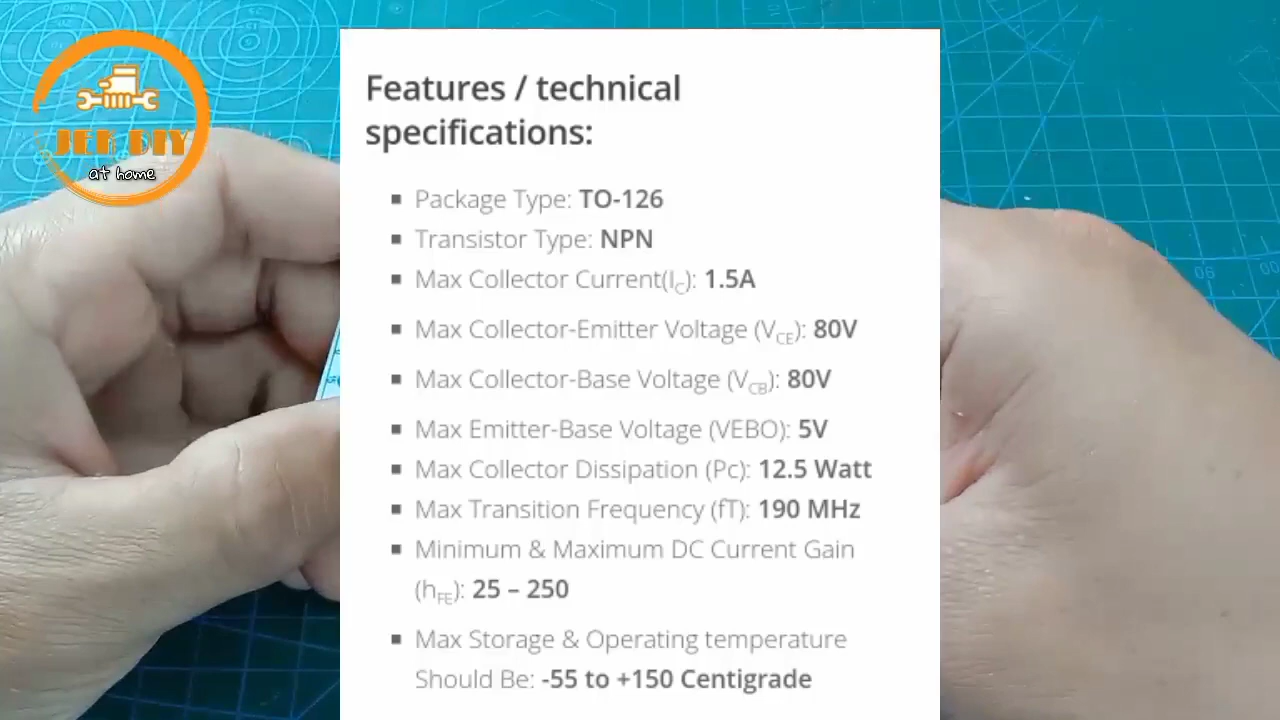 JER DIY
at home
Features / technical
specifications:
▪ Package Type: TO-126
▪ Transistor Type: NPN
▪ Max Collector Current(IC): 1.5A
▪ Max Collector-Emitter Voltage (VCE): 80V
▪ Max Collector-Base Voltage (VCB): 80V
▪ Max Emitter-Base Voltage (VEBO): 5V
▪ Max Collector Dissipation (Pc): 12.5 Watt
▪ Max Transition Frequency (fT): 190 MHz
▪ Minimum & Maximum DC Current Gain
(hFE): 25 – 250
▪ Max Storage & Operating temperature
Should Be: -55 to +150 Centigrade